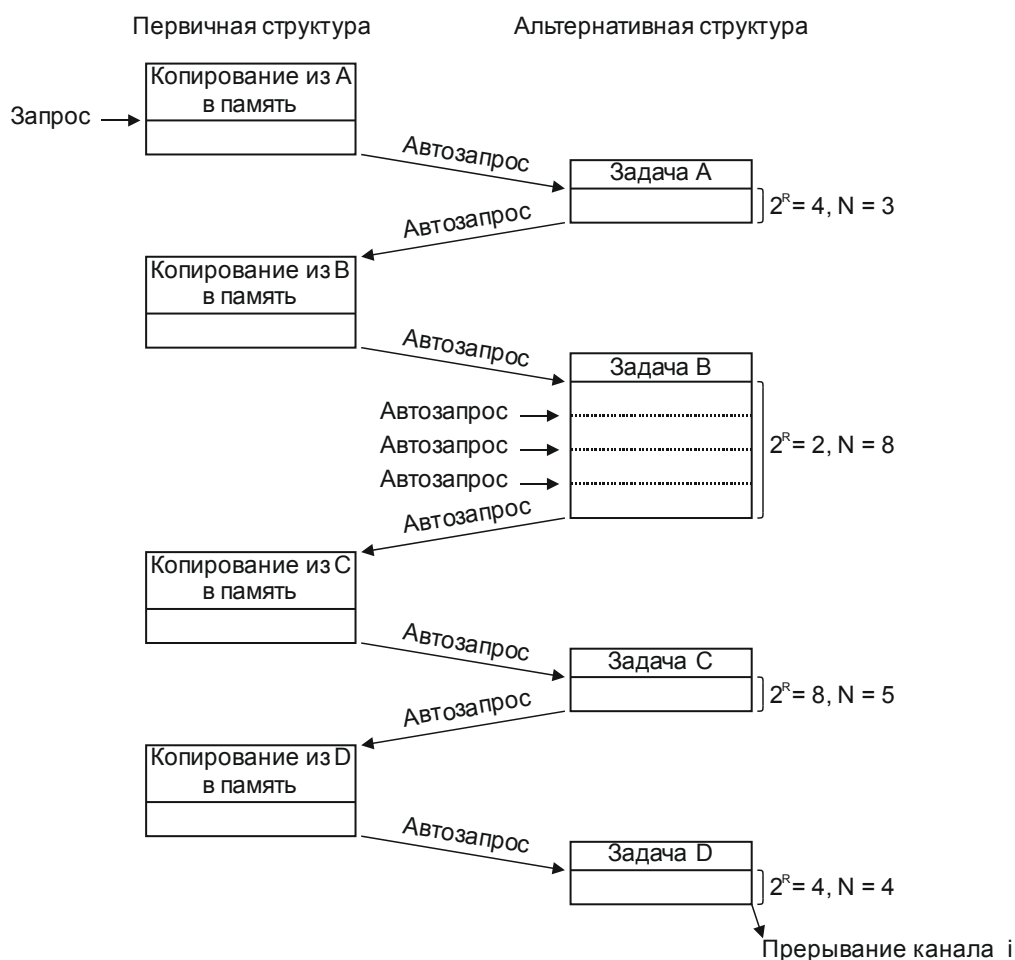 Первичная структура
Альтернативная структура
Копирование из A
в память
Запрос
Автозапрос
Задача A
2^R = 4, N = 3
Автозапрос
Копирование из B
в память
Автозапрос
Задача B
Автозапрос
Автозапрос
2^R = 2, N = 8
Автозапрос
Автозапрос
Копирование из C
в память
Автозапрос
Задача C
2^R = 8, N = 5
Автозапрос
Копирование из D
в память
Автозапрос
Задача D
2^R = 4, N = 4
Прерывание канала i